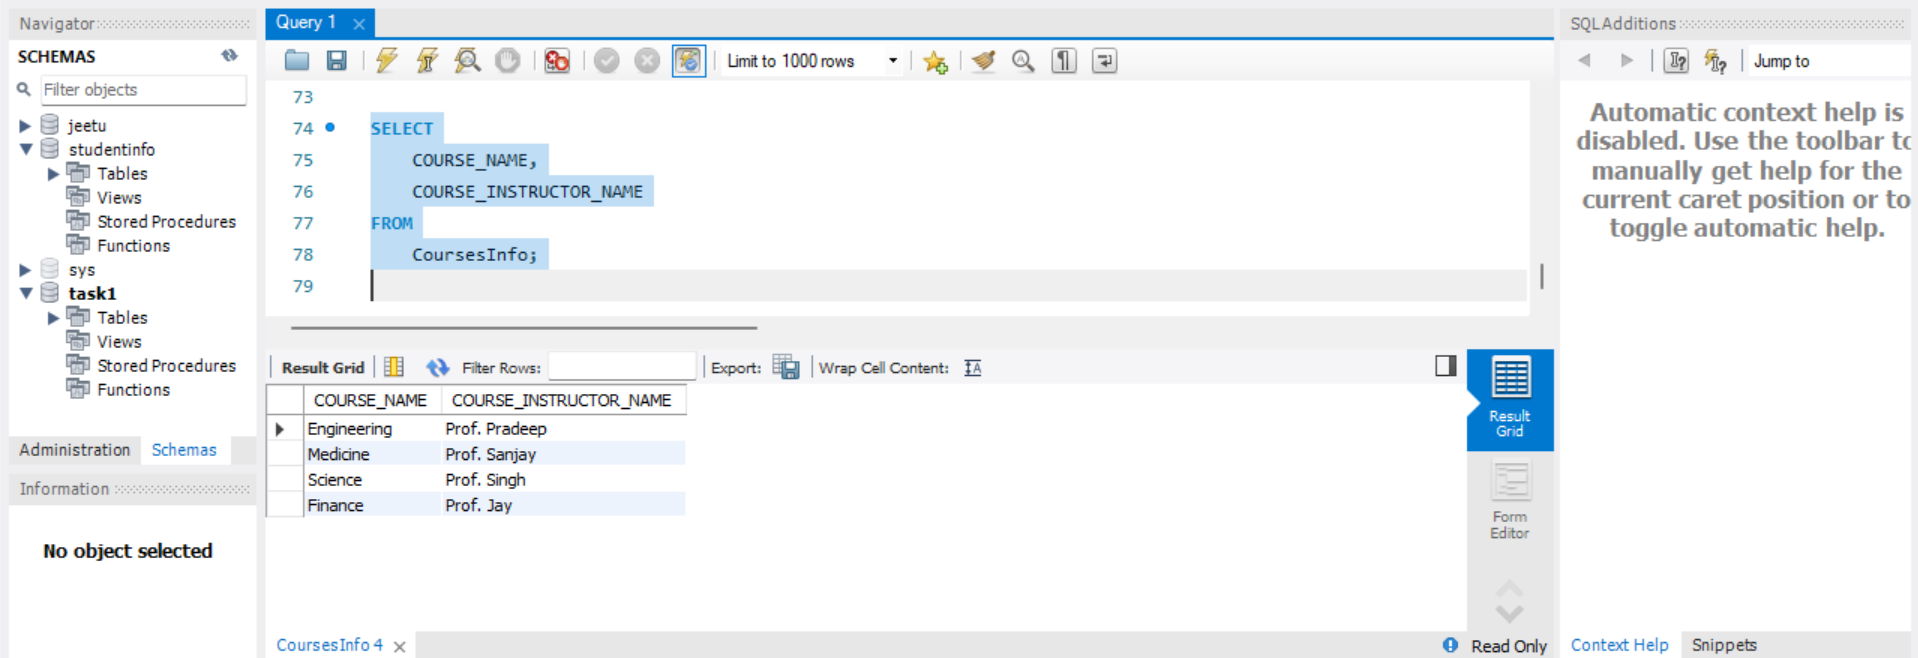 Navigator
SCHEMAS
Filter objects
jeetu
studentinfo
Tables
Views
Stored Procedures
Functions
sys
task1
Tables
Views
Stored Procedures
Functions
Administration Schemas
Information
No object selected
Query 1
Limit to 1000 rows
73
74 SELECT
75 COURSE_NAME,
76 COURSE_INSTRUCTOR_NAME
77 FROM
78 CoursesInfo;
79
Result Grid Filter Rows: Export: Wrap Cell Content:
COURSE_NAME COURSE_INSTRUCTOR_NAME
Engineering Prof. Pradeep
Medicine Prof. Sanjay
Science Prof. Singh
Finance Prof. Jay
Result
Grid
Form
Editor
CoursesInfo 4
Read Only
SQLAdditions
Jump to
Automatic context help is
disabled. Use the toolbar to
manually get help for the
current caret position or to
toggle automatic help.
Context Help Snippets